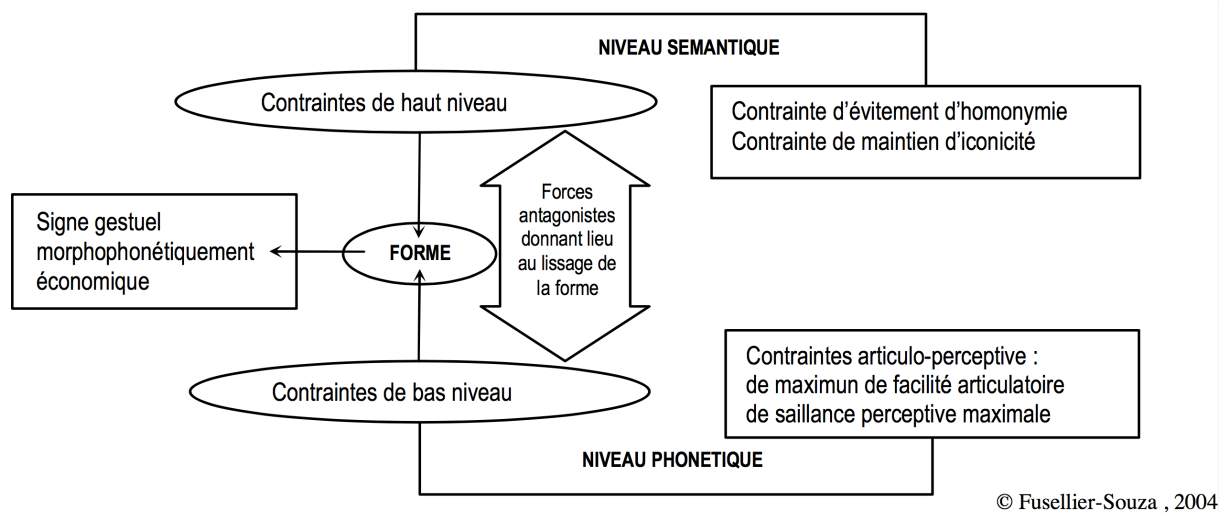 NIVEAU SEMANTIQUE
Contraintes de haut niveau
Contrainte d'évitement d'homonymie
Contrainte de maintien d'iconicité
Signe gestuel
morphophonétiquement
économique
FORME
Forces
antagonistes
donnant lieu
au lissage de
la forme
Contraintes de bas niveau
Contraintes articulo-perceptive :
de maximun de facilité articulatoire
de saillance perceptive maximale
NIVEAU PHONETIQUE
© Fusellier-Souza , 2004